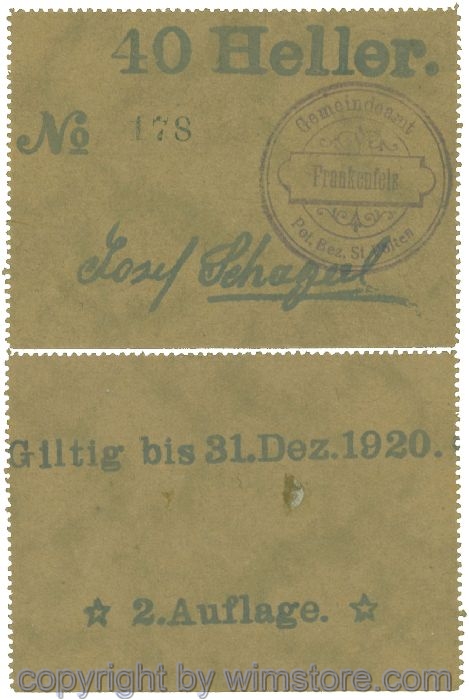 40 Heller.
No 178
Gemeindeamt
Frankenfels
Pol. Bez. St. Pölten
Josef
Giltig bis 31.Dez.1920.
☆ 2.Auflage. ☆
copyright by wimstore.com